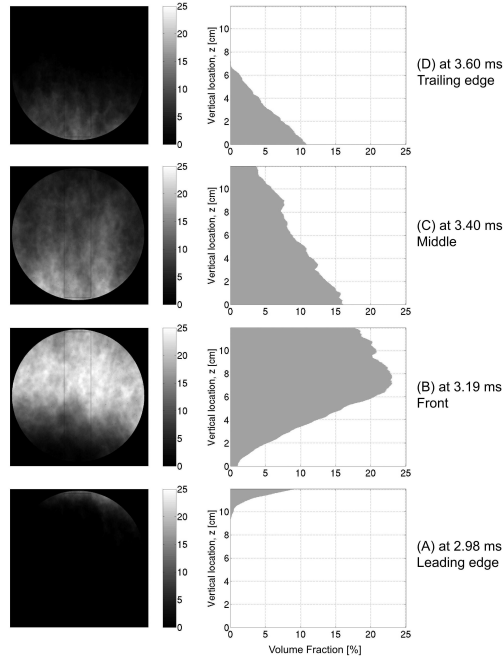 25
20
15
10
5
0
Vertical location, z [cm]
10
8
6
4
2
0
0 5 10 15 20 25
(D) at 3.60 ms
Trailing edge
25
20
15
10
5
0
Vertical location, z [cm]
10
8
6
4
2
0
0 5 10 15 20 25
(C) at 3.40 ms
Middle
25
20
15
10
5
0
Vertical location, z [cm]
10
8
6
4
2
0
0 5 10 15 20 25
(B) at 3.19 ms
Front
25
20
15
10
5
0
Vertical location, z [cm]
10
8
6
4
2
0
0 5 10 15 20 25
(A) at 2.98 ms
Leading edge
Volume Fraction [%]